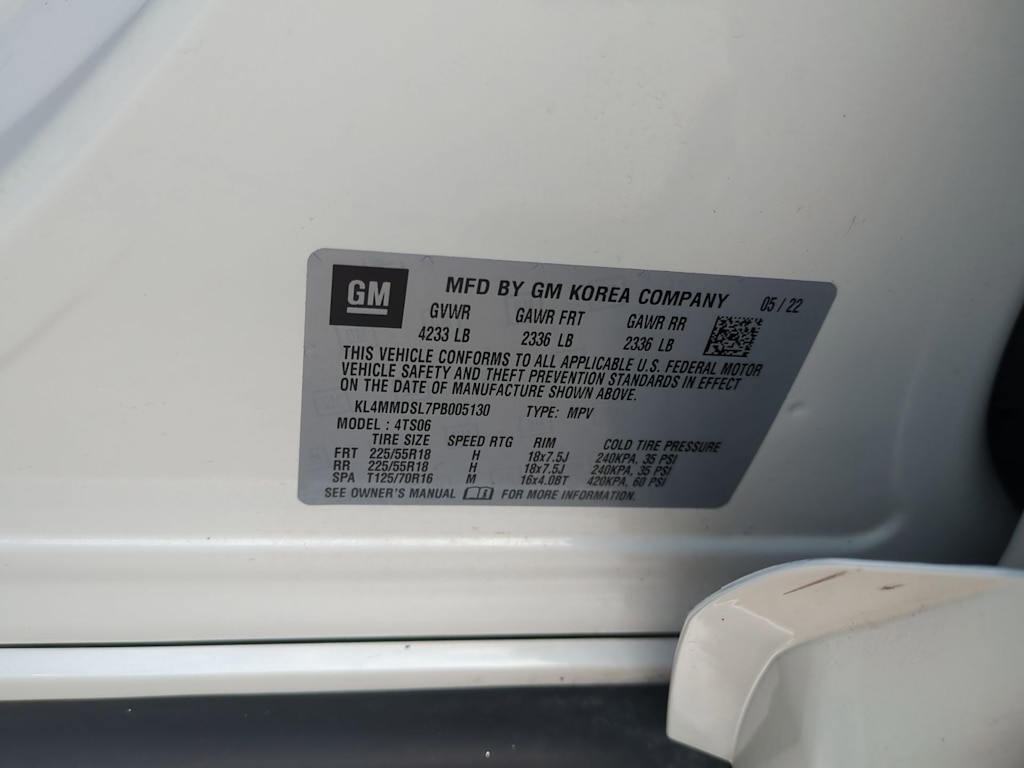 GM MFD BY GM KOREA COMPANY 05/22
GVWR GAWR FRT GAWR RR
4233 LB 2336 LB 2336 LB
THIS VEHICLE CONFORMS TO ALL APPLICABLE U.S. FEDERAL MOTOR
VEHICLE SAFETY AND THEFT PREVENTION STANDARDS IN EFFECT
ON THE DATE OF MANUFACTURE SHOWN ABOVE.
KL4MMDSL7PB005130 TYPE: MPV
MODEL : 4TS06
TIRE SIZE SPEED RTG RIM COLD TIRE PRESSURE
FRT 225/55R18 H 18x7.5J 240KPA, 35 PSI
RR 225/55R18 H 18x7.5J 240KPA, 35 PSI
SPA T125/70R16 M 16x4.0BT 420KPA, 60 PSI
SEE OWNER'S MANUAL FOR MORE INFORMATION.